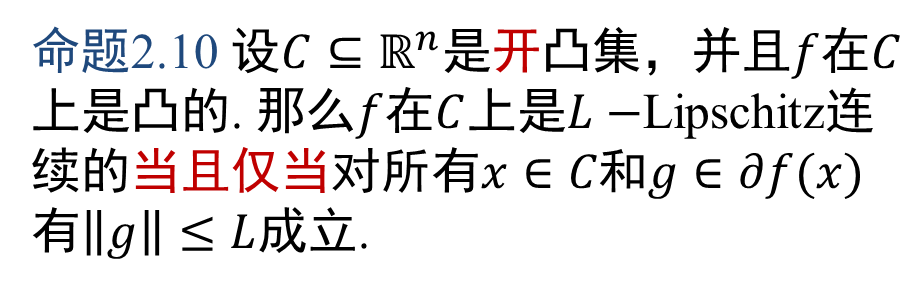 命题2.10 设𝐶 ⊆ ℝⁿ是开凸集，并且𝑓在𝐶
上是凸的. 那么𝑓在𝐶上是𝐿 −Lipschitz连
续的当且仅当对所有𝑥 ∈ 𝐶和𝑔 ∈ 𝜕𝑓(𝑥)
有‖𝑔‖ ≤ 𝐿成立.